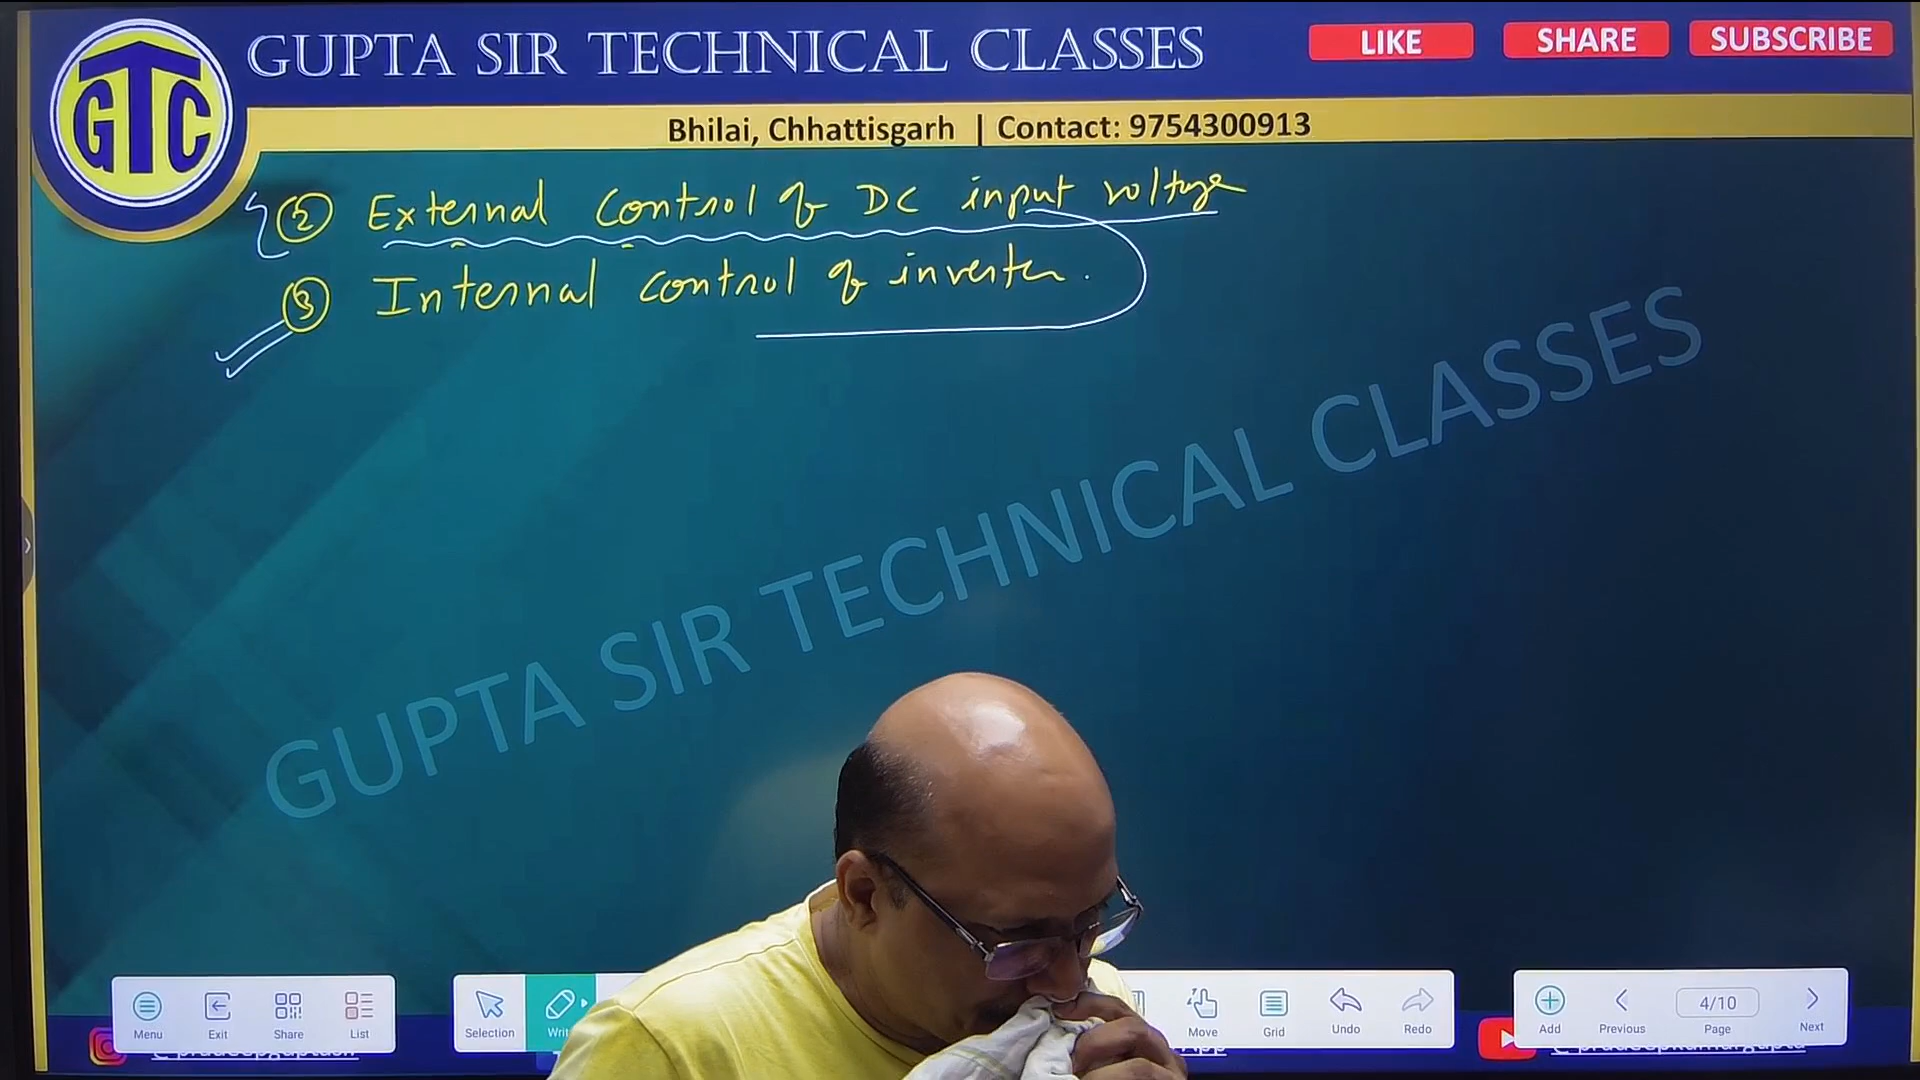 GTC
GUPTA SIR TECHNICAL CLASSES
LIKE
SHARE
SUBSCRIBE
Bhilai, Chhattisgarh | Contact: 9754300913
② External control of DC input voltage
③ Internal control of inverter.
GUPTA SIR TECHNICAL CLASSES
Menu
Exit
Share
List
Selection
Move
Grid
Undo
Redo
Add
Previous
4/10
Page
Next